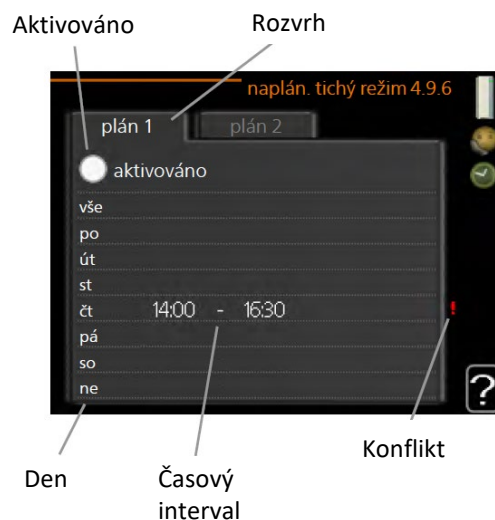 Aktivováno
Rozvrh
naplán. tichý režim 4.9.6
plán 1
plán 2
aktivováno
vše
po
út
st
čt 14:00 - 16:30 !
pá
so
ne
?
Konflikt
Den
Časový
interval